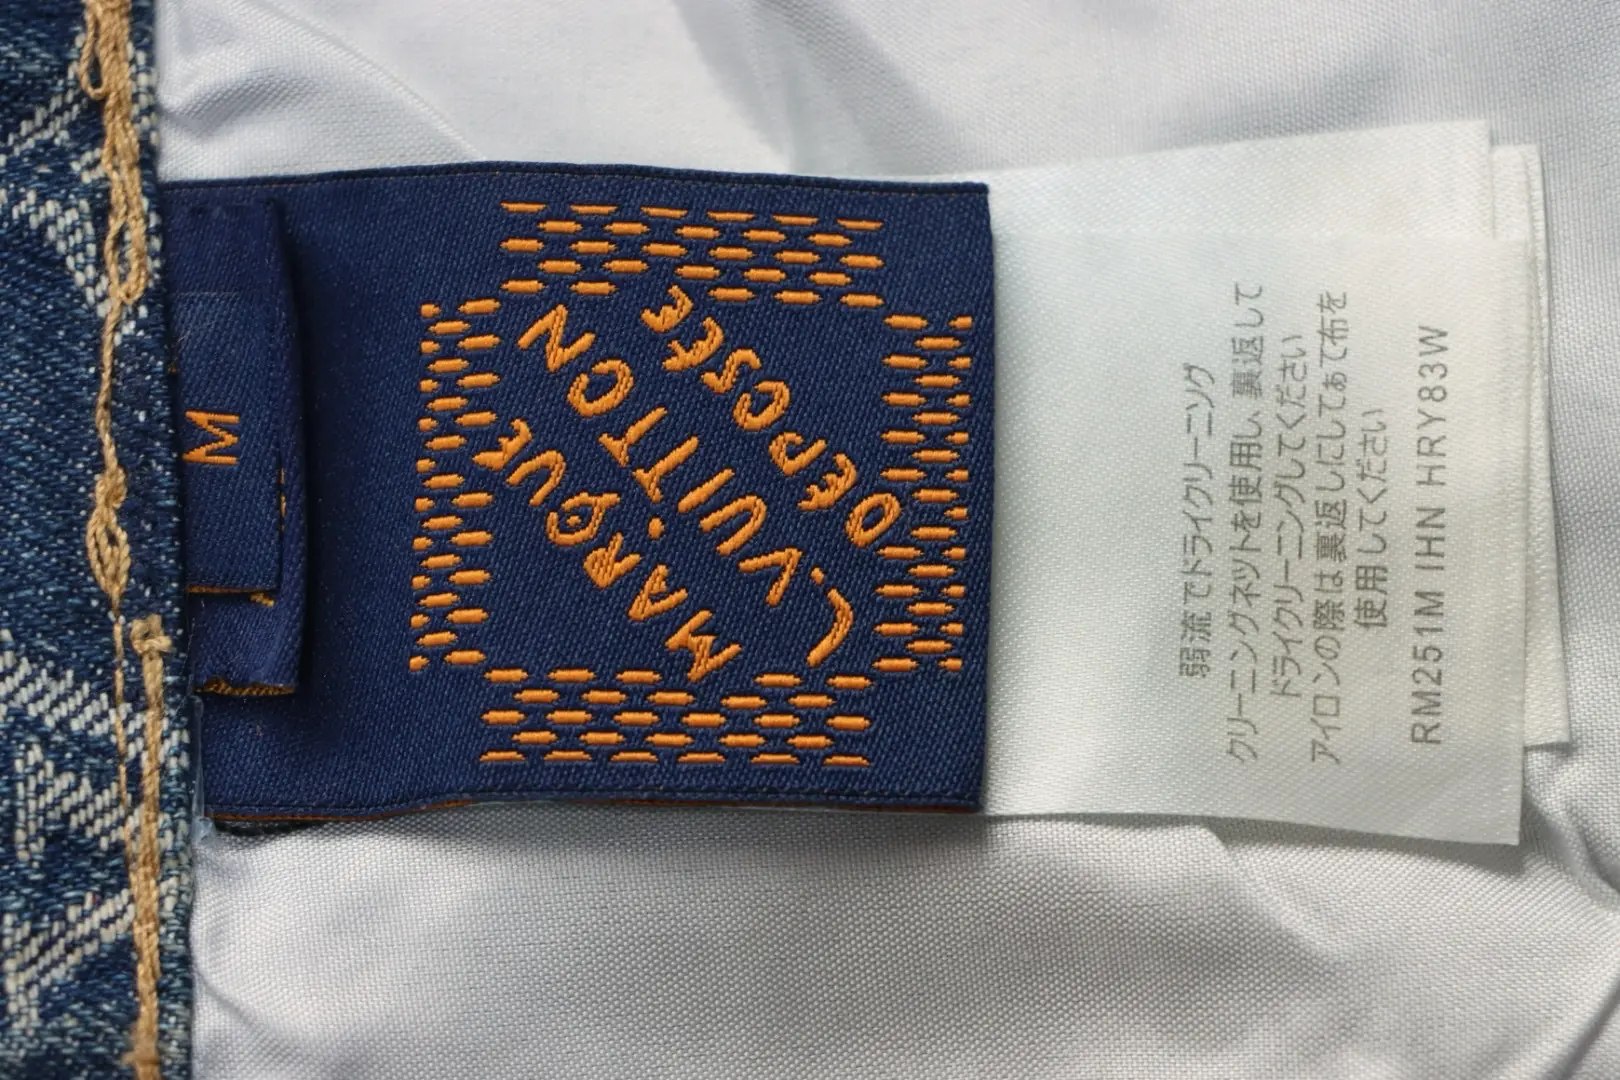 M
MARQUE
L.VUITTON
DÉPOSÉE
弱流でドライクリーニング
クリーニングネットを使用し、裏返して
ドライクリーニングしてください
アイロンの際は裏返しにしてあて布を
使用してください
RM251M IHN HRY83W